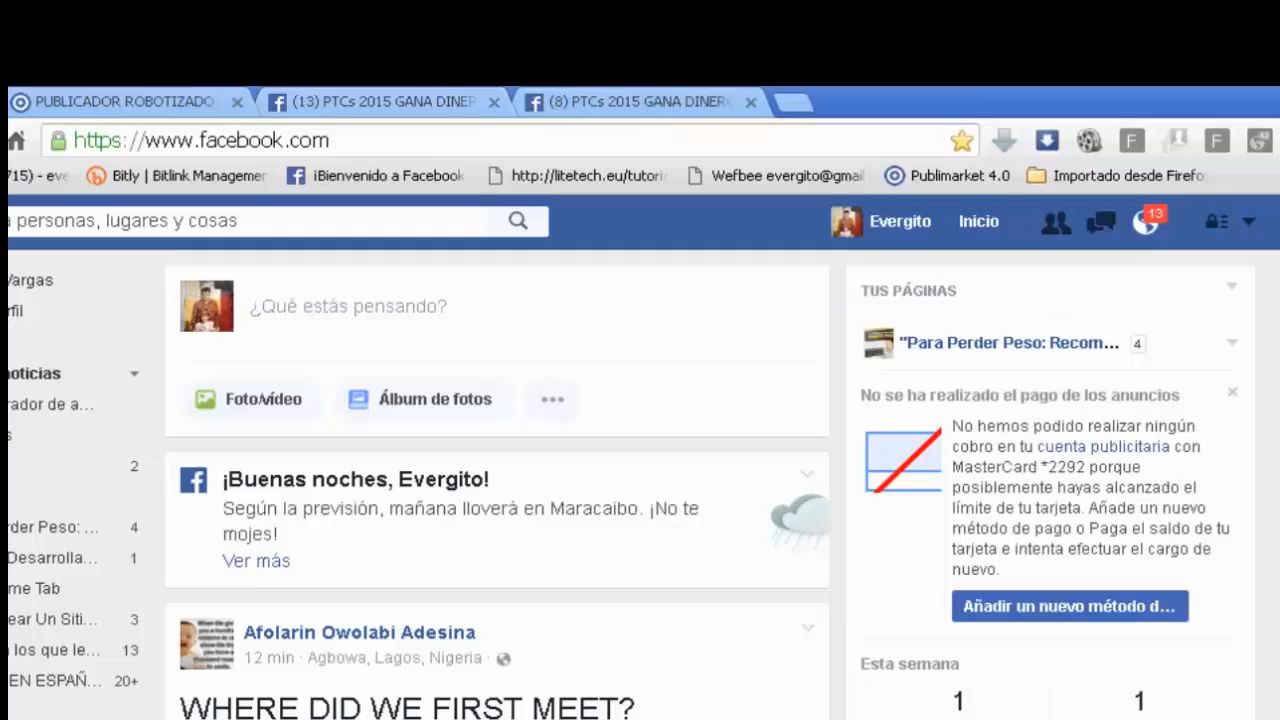 PUBLICADOR ROBOTIZADO
(13) PTCs 2015 GANA DINER
(8) PTCs 2015 GANA DINER
https://www.facebook.com
715) - eve
Bitly | Bitlink Managemen
¡Bienvenido a Facebook
http://litetech.eu/tutori
Wefbee evergito@gmai
Publimarket 4.0
Importado desde Firefo
a personas, lugares y cosas
Evergito
Inicio
13
Vargas
rfil
oticias
rador de a...
s
2
rder Peso: ...
4
Desarrolla...
1
me Tab
ear Un Siti...
3
los que le...
13
EN ESPAÑ...
20+
¿Qué estás pensando?
Foto/vídeo
Álbum de fotos
¡Buenas noches, Evergito!
Según la previsión, mañana lloverá en Maracaibo. ¡No te
mojes!
Ver más
Afolarin Owolabi Adesina
12 min · Agbowa, Lagos, Nigeria ·
WHERE DID WE FIRST MEET?
TUS PÁGINAS
"Para Perder Peso: Recom...
4
No se ha realizado el pago de los anuncios
No hemos podido realizar ningún
cobro en tu cuenta publicitaria con
MasterCard *2292 porque
posiblemente hayas alcanzado el
límite de tu tarjeta. Añade un nuevo
método de pago o Paga el saldo de tu
tarjeta e intenta efectuar el cargo de
nuevo.
Añadir un nuevo método d...
Esta semana
1
1